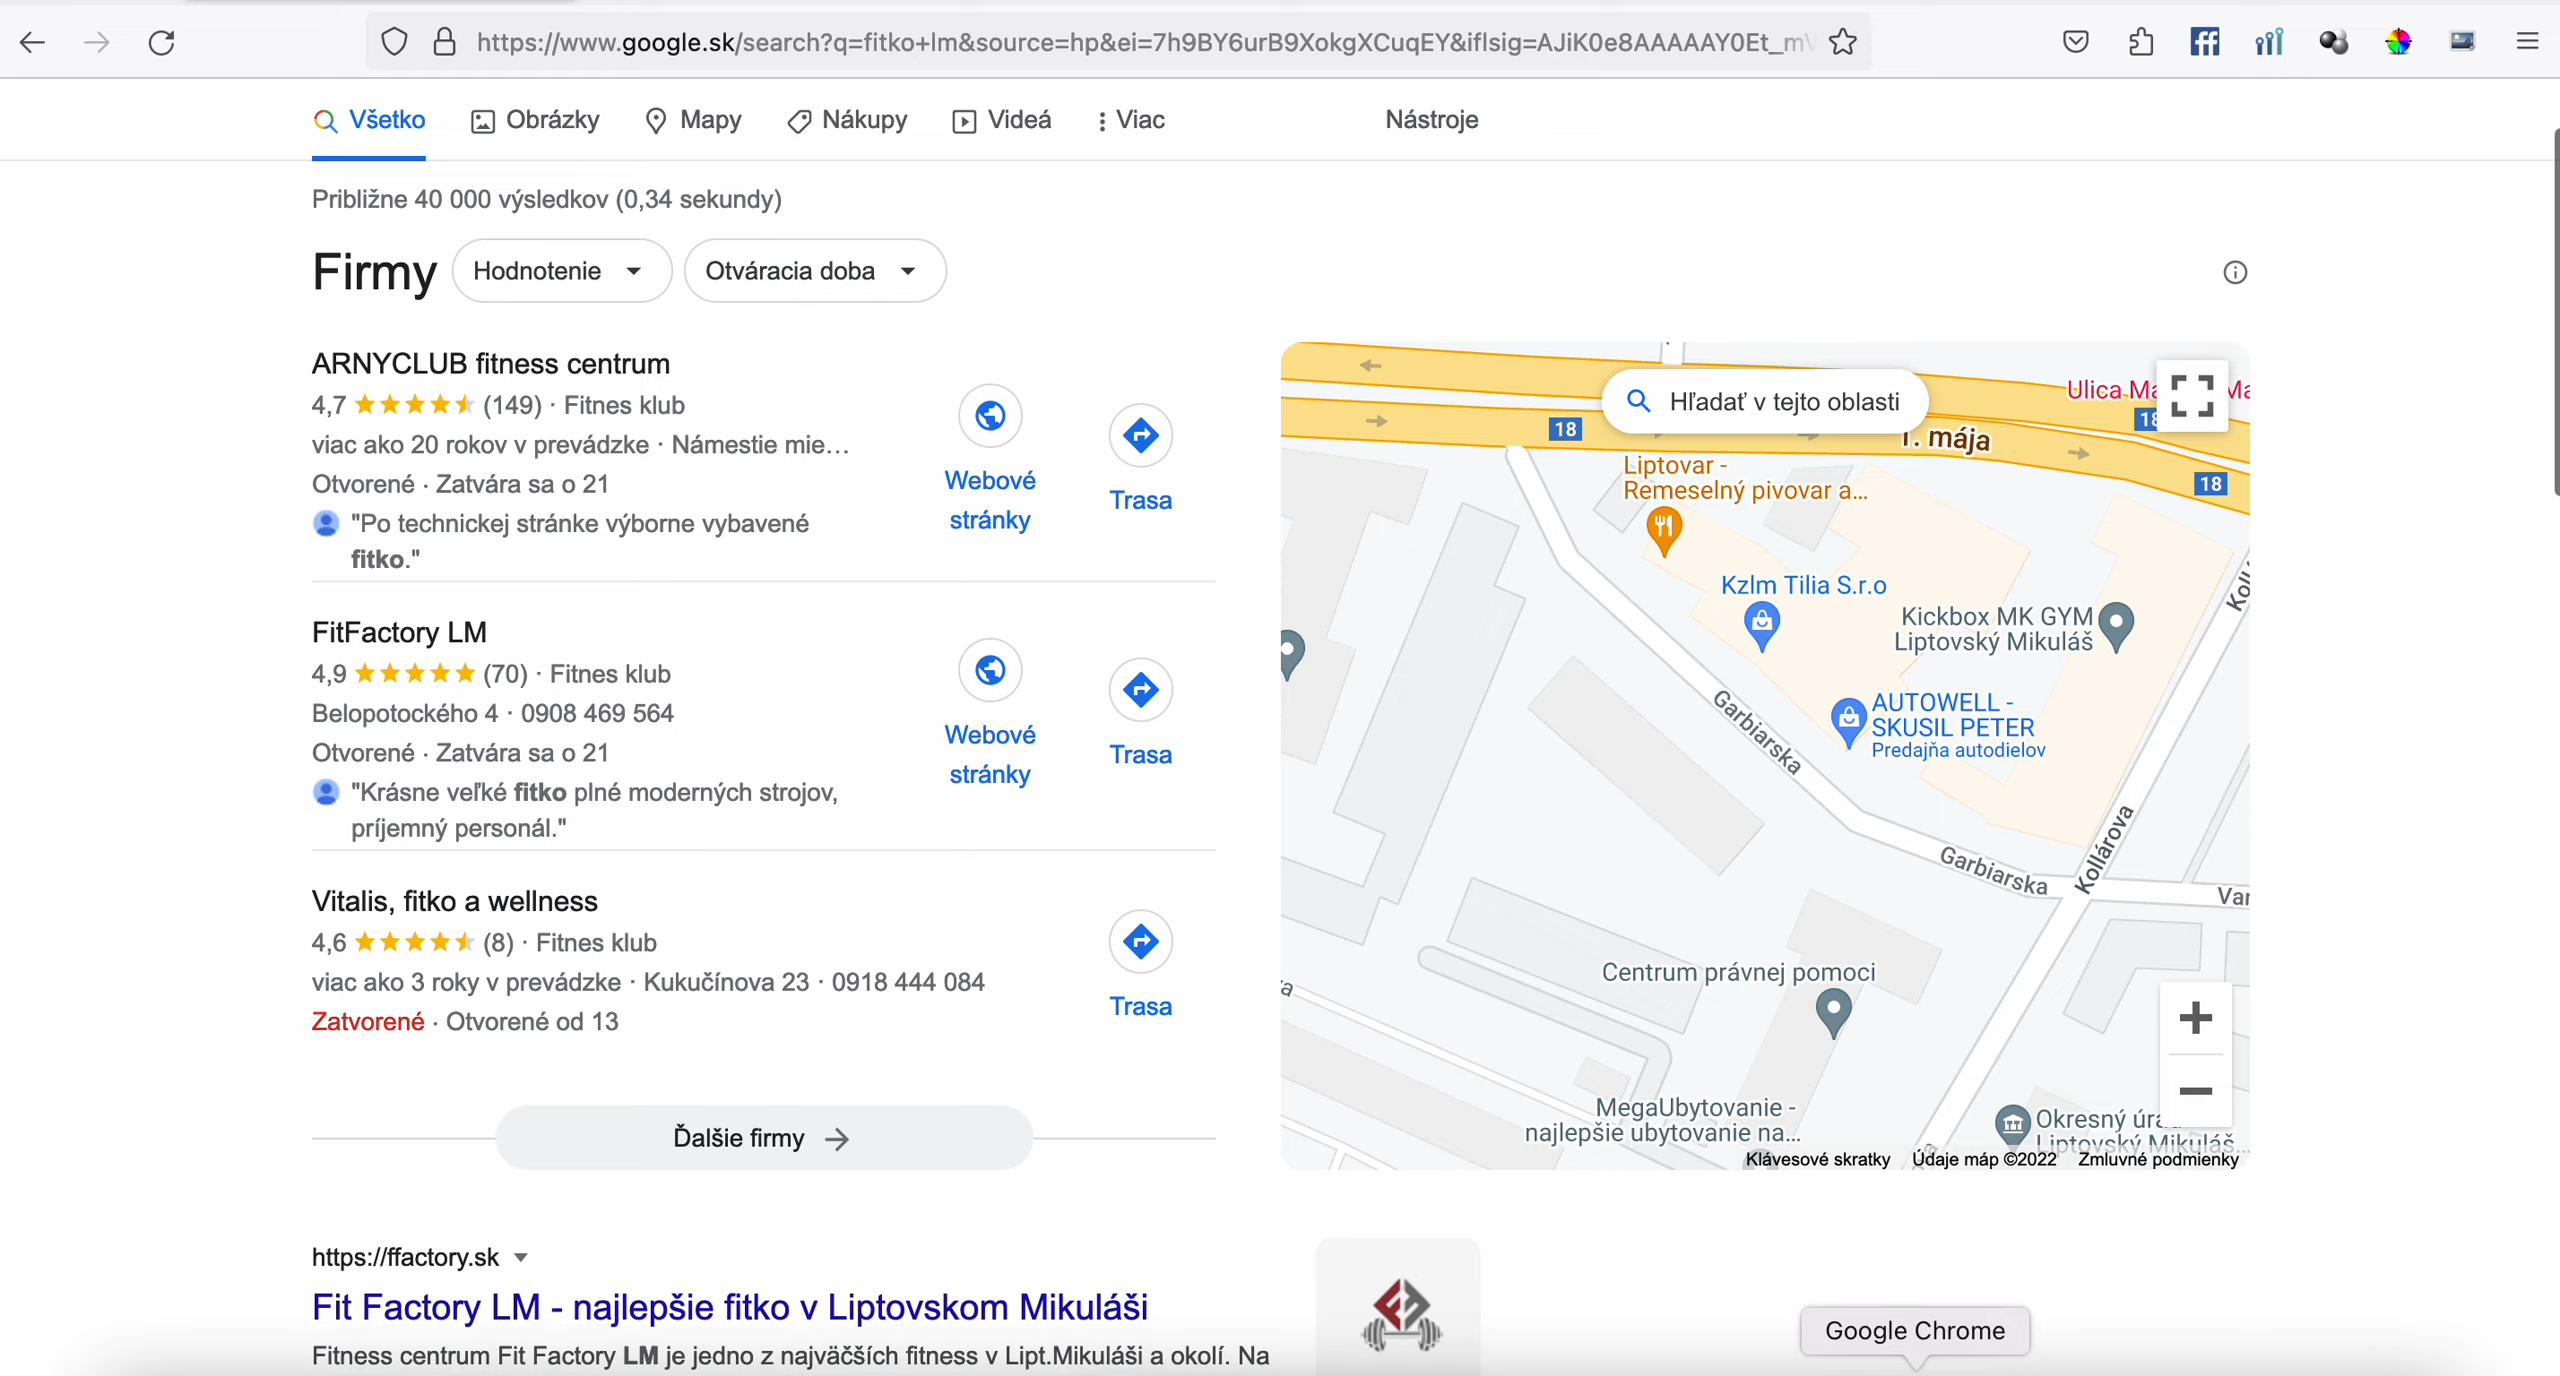 https://www.google.sk/search?q=fitko+lm&source=hp&ei=7h9BY6urB9XokgXCuqEY&iflsig=AJiK0e8AAAAAY0Et_m
Všetko
Obrázky
Mapy
Nákupy
Videá
Viac
Nástroje
Približne 40 000 výsledkov (0,34 sekundy)
Firmy
Hodnotenie
Otváracia doba
ARNYCLUB fitness centrum
4,7 (149) · Fitnes klub
viac ako 20 rokov v prevádzke · Námestie mie…
Otvorené · Zatvára sa o 21
"Po technickej stránke výborne vybavené
fitko."
Webové
stránky
Trasa
FitFactory LM
4,9 (70) · Fitnes klub
Belopotockého 4 · 0908 469 564
Otvorené · Zatvára sa o 21
"Krásne veľké fitko plné moderných strojov,
príjemný personál."
Webové
stránky
Trasa
Vitalis, fitko a wellness
4,6 (8) · Fitnes klub
viac ako 3 roky v prevádzke · Kukučínova 23 · 0918 444 084
Zatvorené · Otvorené od 13
Trasa
Ďalšie firmy
Hľadať v tejto oblasti
Ulica
18
1. mája
18
Liptovar -
Remeselný pivovar a...
Kzlm Tilia S.r.o
Kickbox MK GYM
Liptovský Mikuláš
AUTOWELL -
SKUSIL PETER
Predajňa autodielov
Garbiarska
Garbiarska
Kollárova
Centrum právnej pomoci
MegaUbytovanie -
najlepšie ubytovanie na...
Okresný
Liptovský Mikuláš...
Klávesové skratky
Údaje máp ©2022
Zmluvné podmienky
https://ffactory.sk
Fit Factory LM - najlepšie fitko v Liptovskom Mikuláši
Fitness centrum Fit Factory LM je jedno z najväčších fitness v Lipt.Mikuláši a okolí. Na
Google Chrome